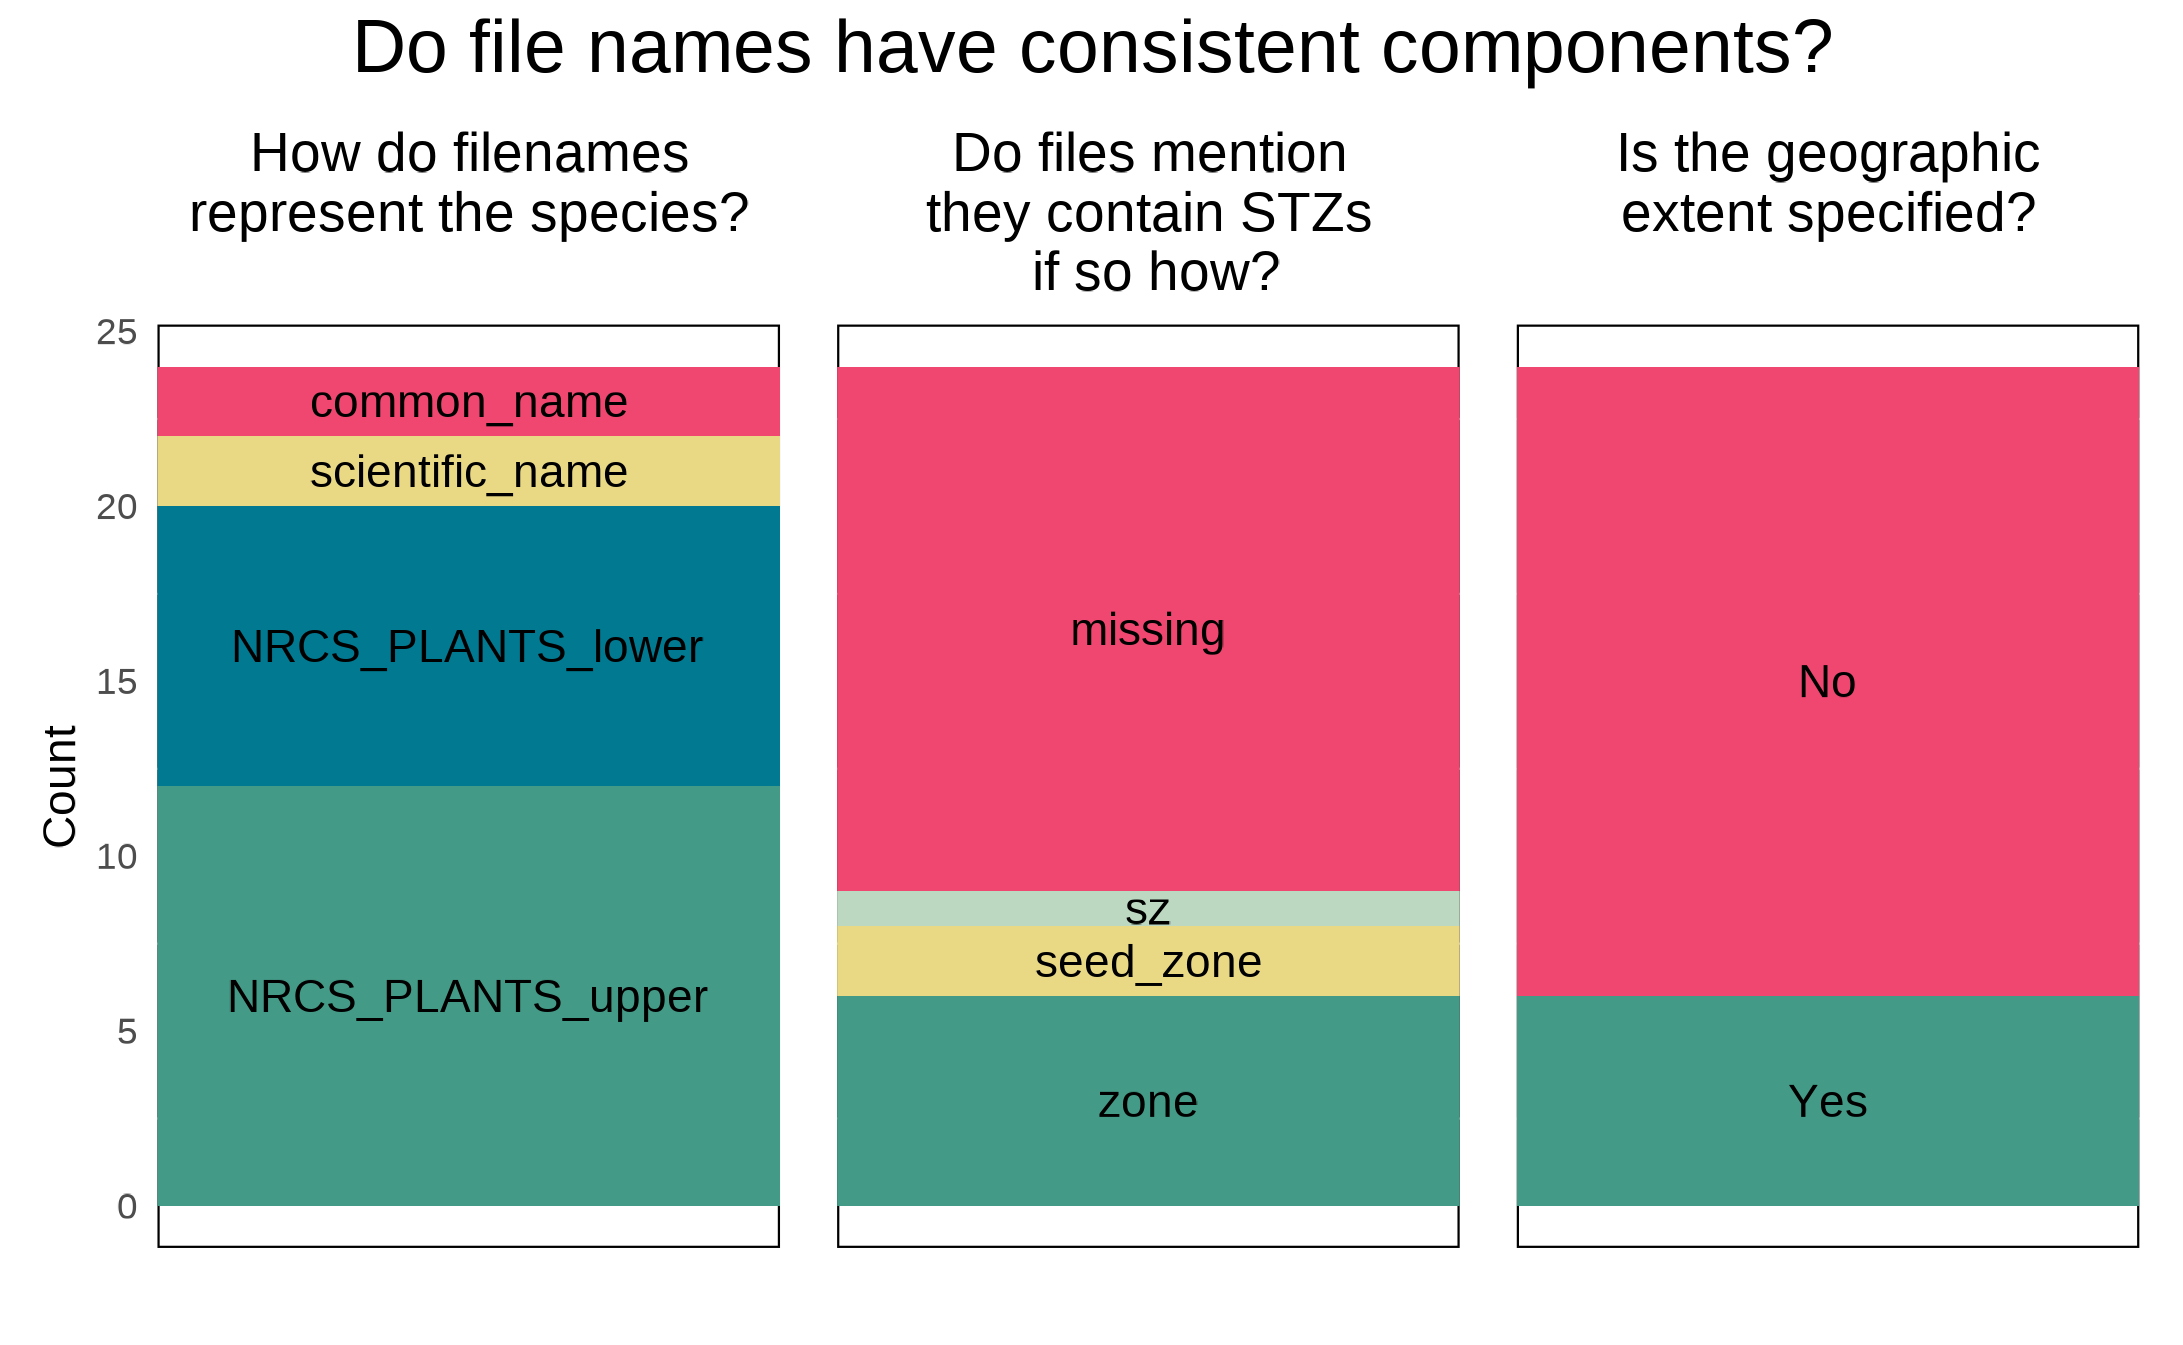 Do file names have consistent components?
How do filenames
represent the species?
Do files mention
they contain STZs
if so how?
Is the geographic
extent specified?
Count
25
20
15
10
5
0
common_name
scientific_name
NRCS_PLANTS_lower
NRCS_PLANTS_upper
missing
sz
seed_zone
zone
No
Yes